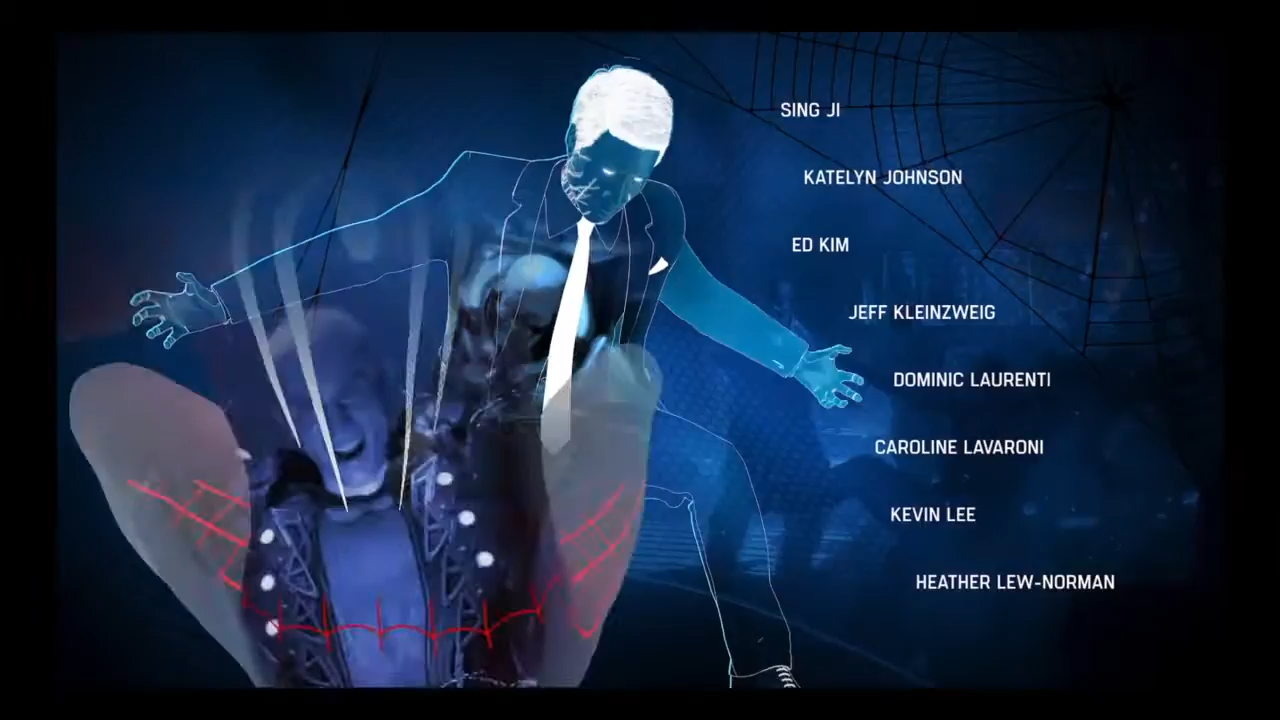 SING JI
KATELYN JOHNSON
ED KIM
JEFF KLEINZWEIG
DOMINIC LAURENTI
CAROLINE LAVARONI
KEVIN LEE
HEATHER LEW-NORMAN